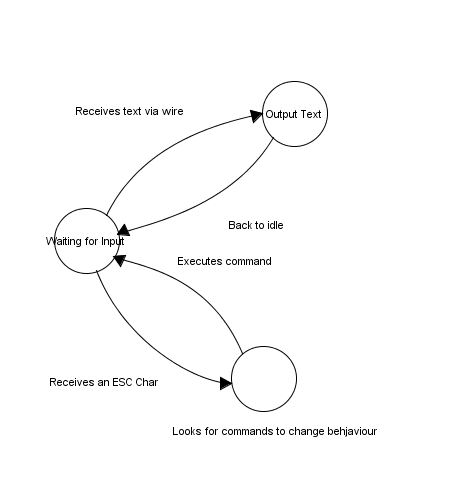 Receives text via wire
Output Text
Back to idle
Waiting for Input
Executes command
Receives an ESC Char
Looks for commands to change behjaviour